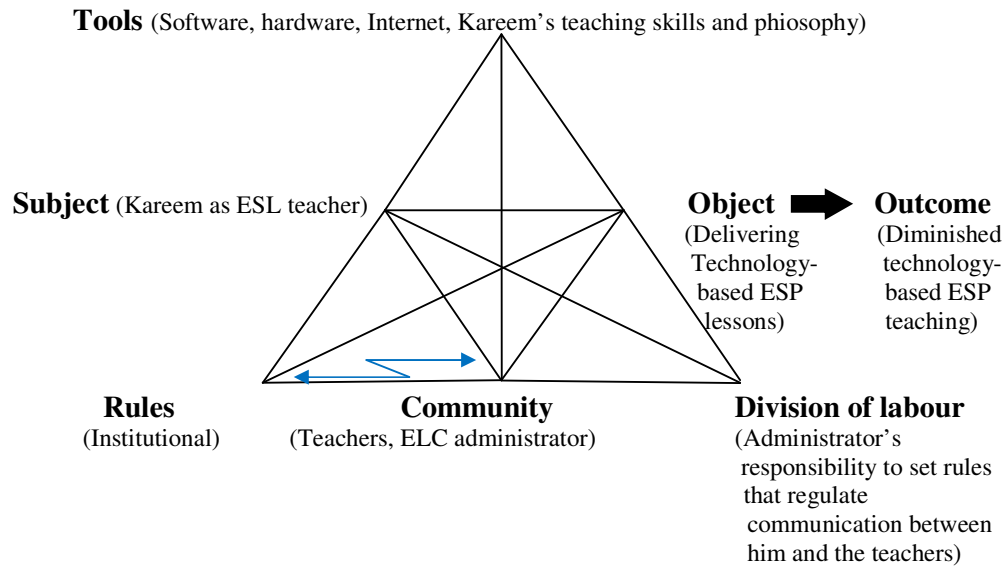 Tools (Software, hardware, Internet, Kareem's teaching skills and phiosophy)
Subject (Kareem as ESL teacher)
Object
(Delivering
Technology-
based ESP
lessons)
Outcome
(Diminished
technology-
based ESP
teaching)
Rules
(Institutional)
Community
(Teachers, ELC administrator)
Division of labour
(Administrator's
responsibility to set rules
that regulate
communication between
him and the teachers)